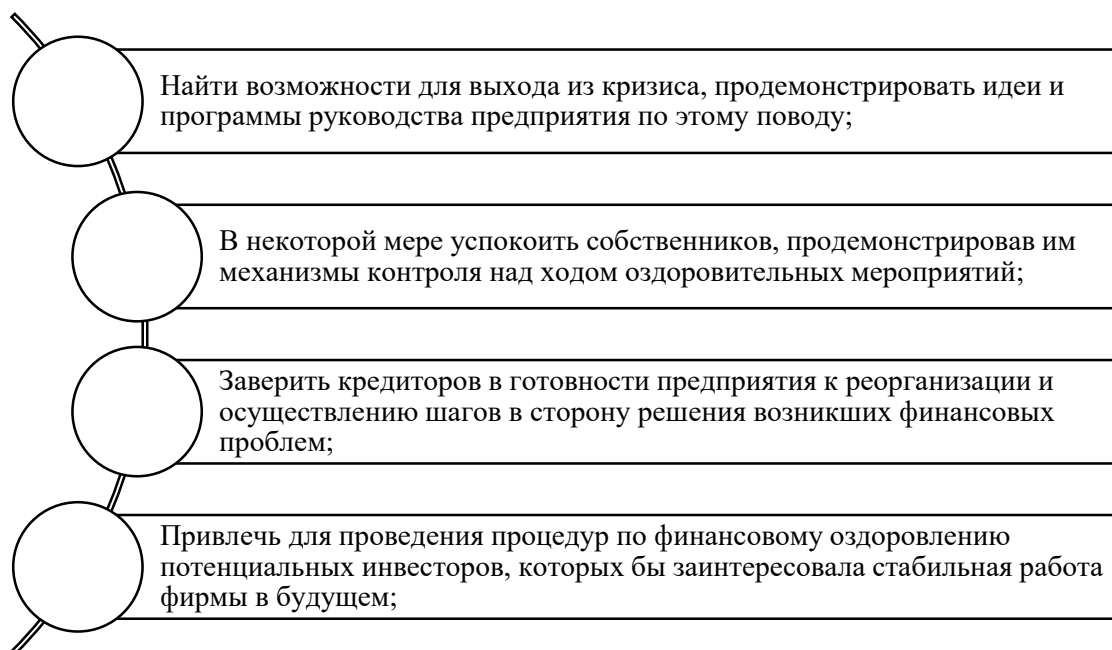 Найти возможности для выхода из кризиса, продемонстрировать идеи и
программы руководства предприятия по этому поводу;
В некоторой мере успокоить собственников, продемонстрировав им
механизмы контроля над ходом оздоровительных мероприятий;
Заверить кредиторов в готовности предприятия к реорганизации и
осуществлению шагов в сторону решения возникших финансовых
проблем;
Привлечь для проведения процедур по финансовому оздоровлению
потенциальных инвесторов, которых бы заинтересовала стабильная работа
фирмы в будущем;